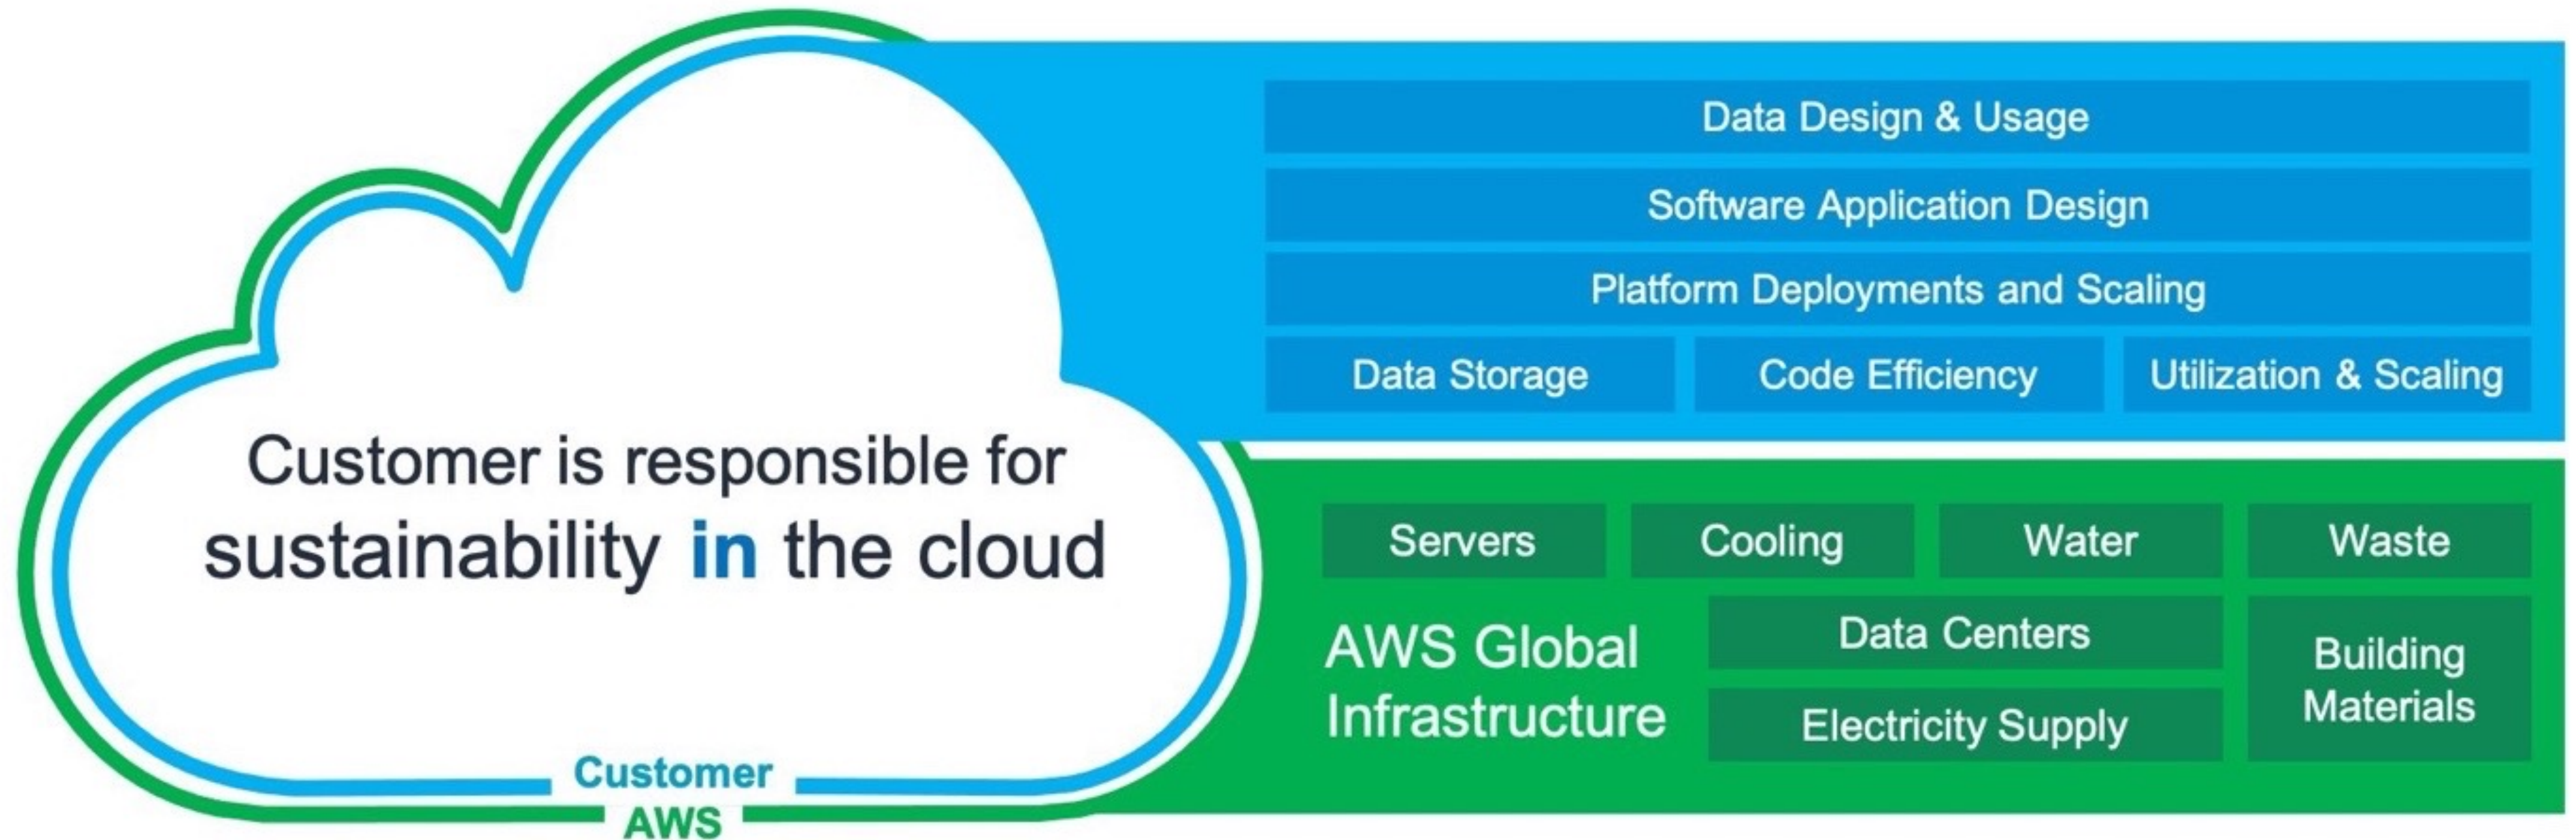 Customer is responsible for
sustainability in the cloud
Customer
AWS
Data Design & Usage
Software Application Design
Platform Deployments and Scaling
Data Storage
Code Efficiency
Utilization & Scaling
Servers
Cooling
Water
Waste
AWS Global
Infrastructure
Data Centers
Electricity Supply
Building
Materials